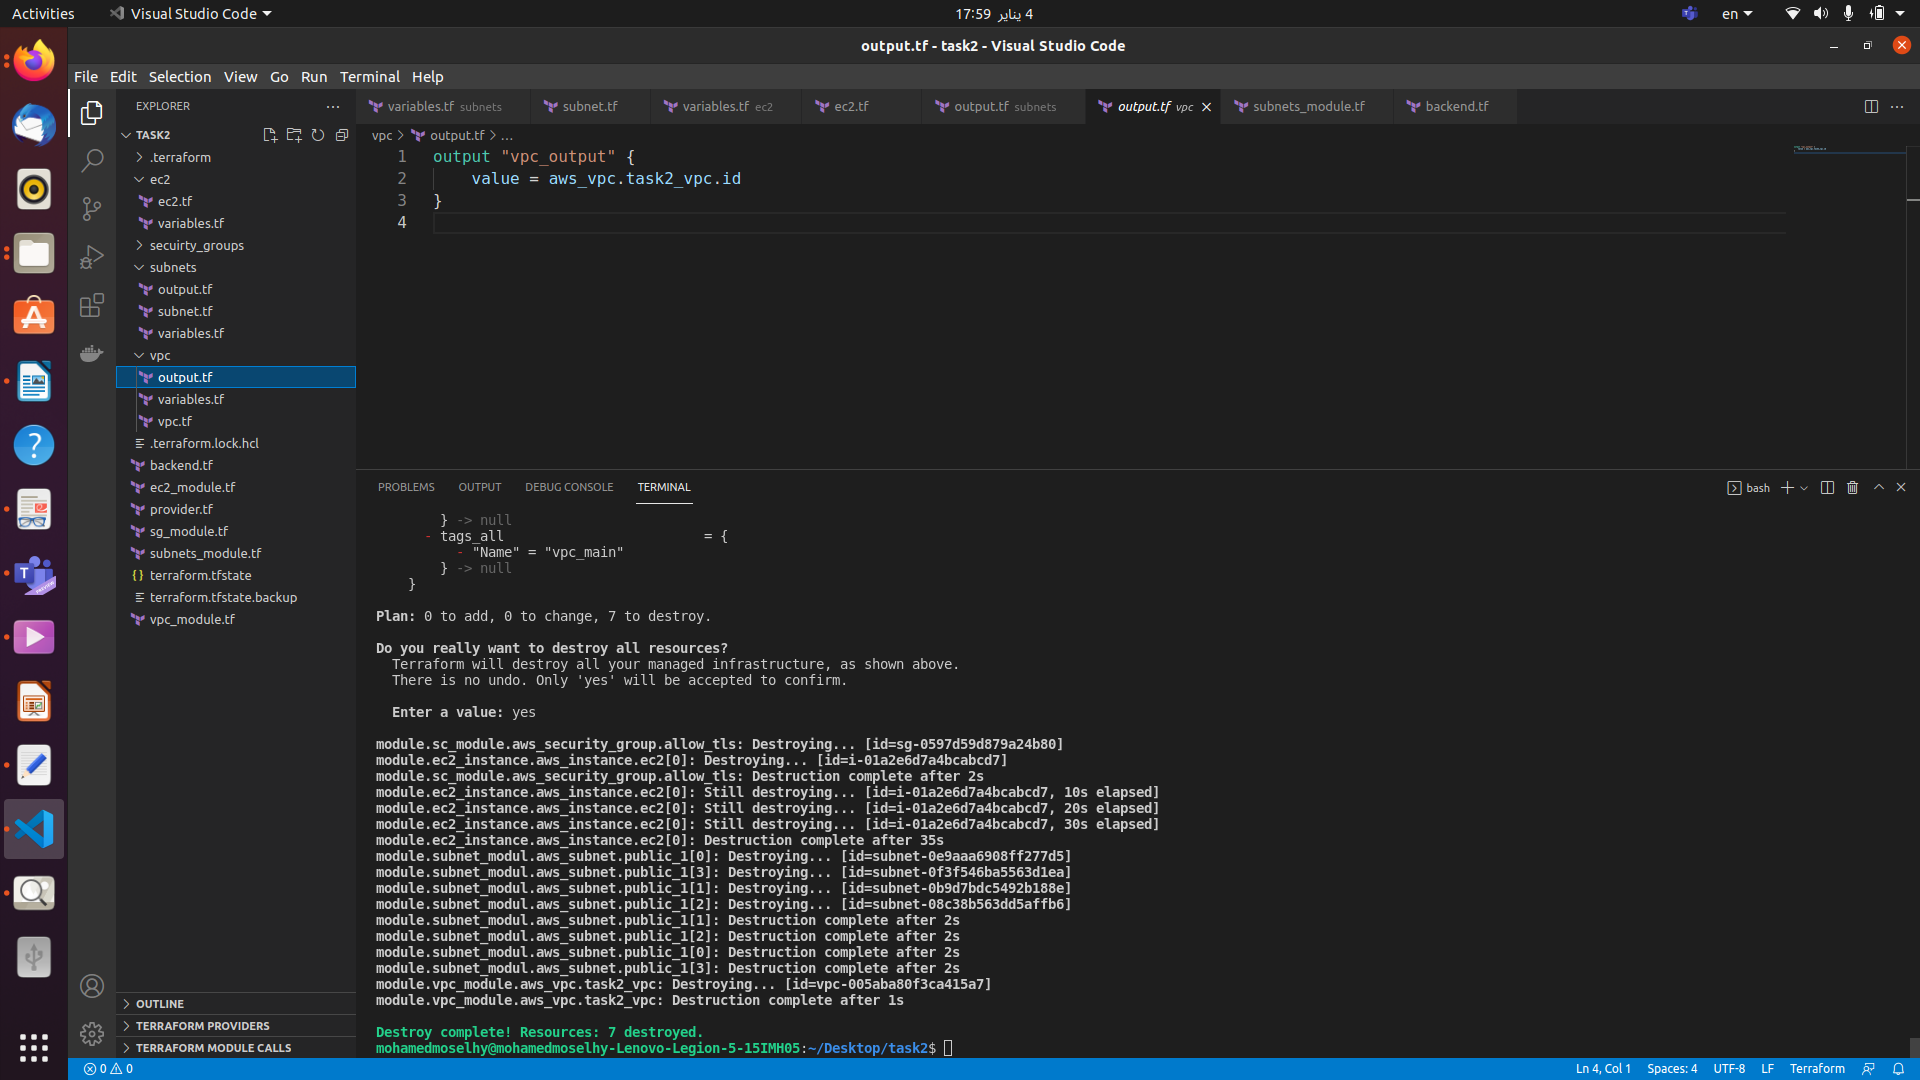 Activities
Visual Studio Code
17:59 4 يناير
en
output.tf - task2 - Visual Studio Code
File Edit Selection View Go Run Terminal Help
EXPLORER
TASK2
.terraform
ec2
ec2.tf
variables.tf
secuirty_groups
subnets
output.tf
subnet.tf
variables.tf
vpc
output.tf
variables.tf
vpc.tf
.terraform.lock.hcl
backend.tf
ec2_module.tf
provider.tf
sg_module.tf
subnets_module.tf
terraform.tfstate
terraform.tfstate.backup
vpc_module.tf
OUTLINE
TERRAFORM PROVIDERS
TERRAFORM MODULE CALLS
variables.tf subnets
subnet.tf
variables.tf ec2
ec2.tf
output.tf subnets
output.tf vpc
subnets_module.tf
backend.tf
vpc > output.tf > ...
1 output "vpc_output" {
2 value = aws_vpc.task2_vpc.id
3 }
4
PROBLEMS OUTPUT DEBUG CONSOLE TERMINAL
bash
} -> null
- tags_all = {
- "Name" = "vpc_main"
} -> null
}
Plan: 0 to add, 0 to change, 7 to destroy.
Do you really want to destroy all resources?
Terraform will destroy all your managed infrastructure, as shown above.
There is no undo. Only 'yes' will be accepted to confirm.
Enter a value: yes
module.sc_module.aws_security_group.allow_tls: Destroying... [id=sg-0597d59d879a24b80]
module.ec2_instance.aws_instance.ec2[0]: Destroying... [id=i-01a2e6d7a4bcabcd7]
module.sc_module.aws_security_group.allow_tls: Destruction complete after 2s
module.ec2_instance.aws_instance.ec2[0]: Still destroying... [id=i-01a2e6d7a4bcabcd7, 10s elapsed]
module.ec2_instance.aws_instance.ec2[0]: Still destroying... [id=i-01a2e6d7a4bcabcd7, 20s elapsed]
module.ec2_instance.aws_instance.ec2[0]: Still destroying... [id=i-01a2e6d7a4bcabcd7, 30s elapsed]
module.ec2_instance.aws_instance.ec2[0]: Destruction complete after 35s
module.subnet_modul.aws_subnet.public_1[0]: Destroying... [id=subnet-0e9aaa6908ff277d5]
module.subnet_modul.aws_subnet.public_1[3]: Destroying... [id=subnet-0f3f546ba5563d1ea]
module.subnet_modul.aws_subnet.public_1[1]: Destroying... [id=subnet-0b9d7bdc5492b188e]
module.subnet_modul.aws_subnet.public_1[2]: Destroying... [id=subnet-08c38b563dd5affb6]
module.subnet_modul.aws_subnet.public_1[1]: Destruction complete after 2s
module.subnet_modul.aws_subnet.public_1[2]: Destruction complete after 2s
module.subnet_modul.aws_subnet.public_1[0]: Destruction complete after 2s
module.subnet_modul.aws_subnet.public_1[3]: Destruction complete after 2s
module.vpc_module.aws_vpc.task2_vpc: Destroying... [id=vpc-005aba80f3ca415a7]
module.vpc_module.aws_vpc.task2_vpc: Destruction complete after 1s
Destroy complete! Resources: 7 destroyed.
mohamedmoselhy@mohamedmoselhy-Lenovo-Legion-5-15IMH05:~/Desktop/task2$
0 0
Ln 4, Col 1 Spaces: 4 UTF-8 LF Terraform